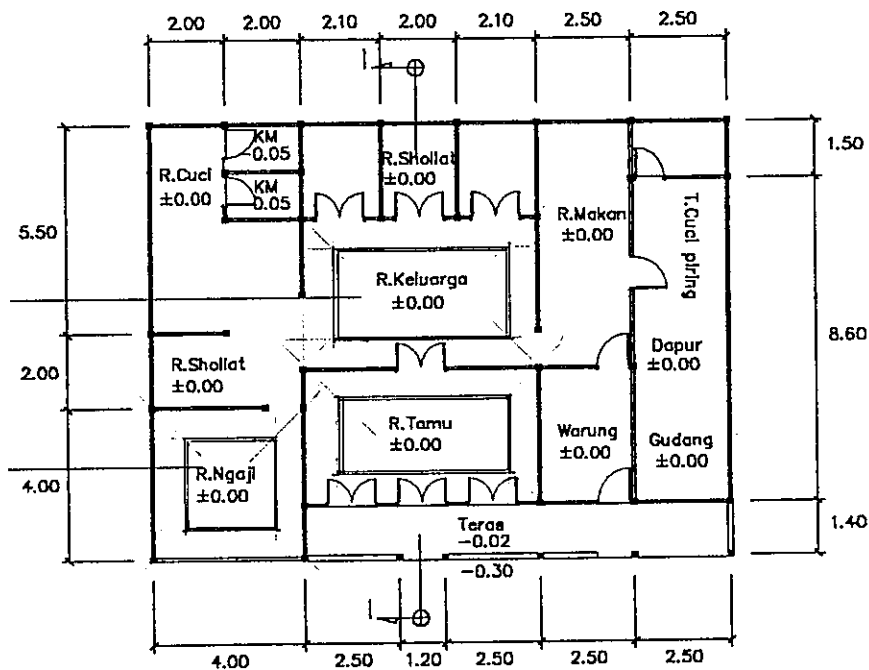 2.00 2.00 2.10 2.00 2.10 2.50 2.50
I
KM
-0.05
R.Shollat
±0.00
1.50
R.Cuci
±0.00
KM
0.05
R.Makan
±0.00
T.Cuci piring
5.50
R.Keluarga
±0.00
8.60
2.00
R.Shollat
±0.00
Dapur
±0.00
R.Tamu
±0.00
Warung
±0.00
Gudang
±0.00
4.00
R.Ngaji
±0.00
Teras
-0.02
1.40
-0.30
I
4.00 2.50 1.20 2.50 2.50 2.50